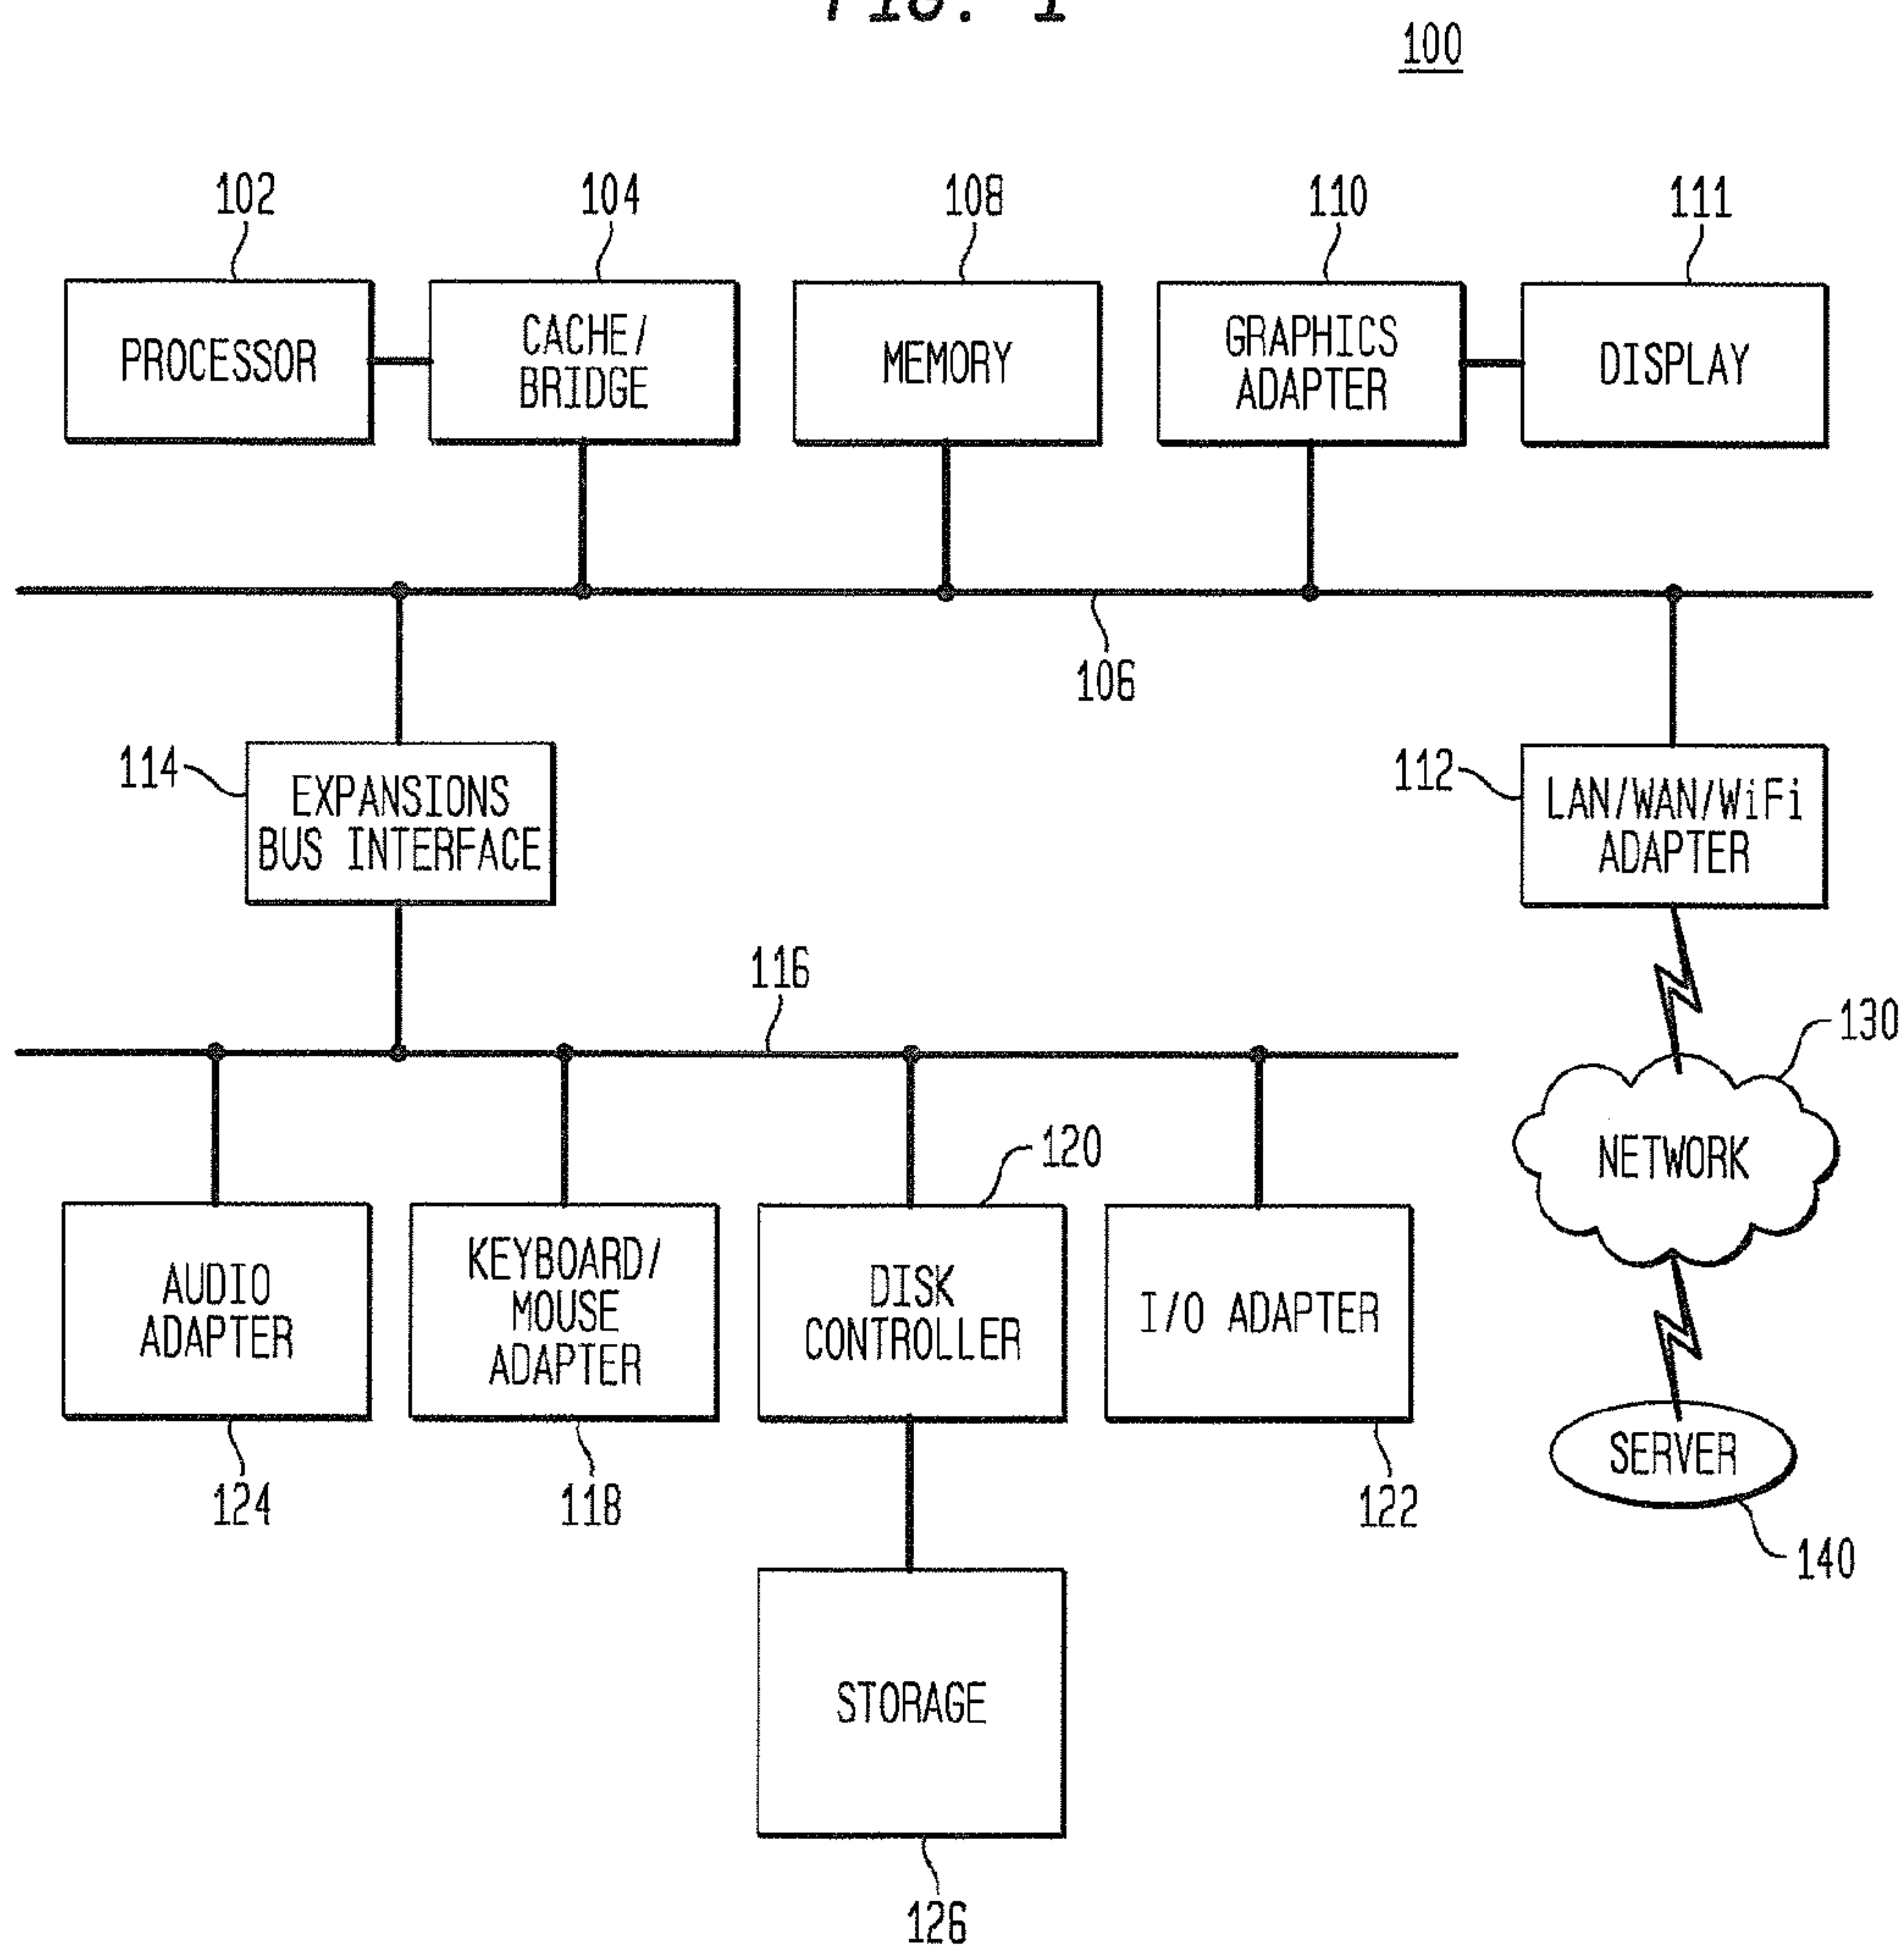 FIG. 1
100
102
104
108
110
111
PROCESSOR
CACHE/
BRIDGE
MEMORY
GRAPHICS
ADAPTER
DISPLAY
106
114
EXPANSIONS
BUS INTERFACE
112
LAN/WAN/WiFi
ADAPTER
116
130
NETWORK
120
AUDIO
ADAPTER
KEYBOARD/
MOUSE
ADAPTER
DISK
CONTROLLER
I/O ADAPTER
SERVER
124
118
122
140
STORAGE
126